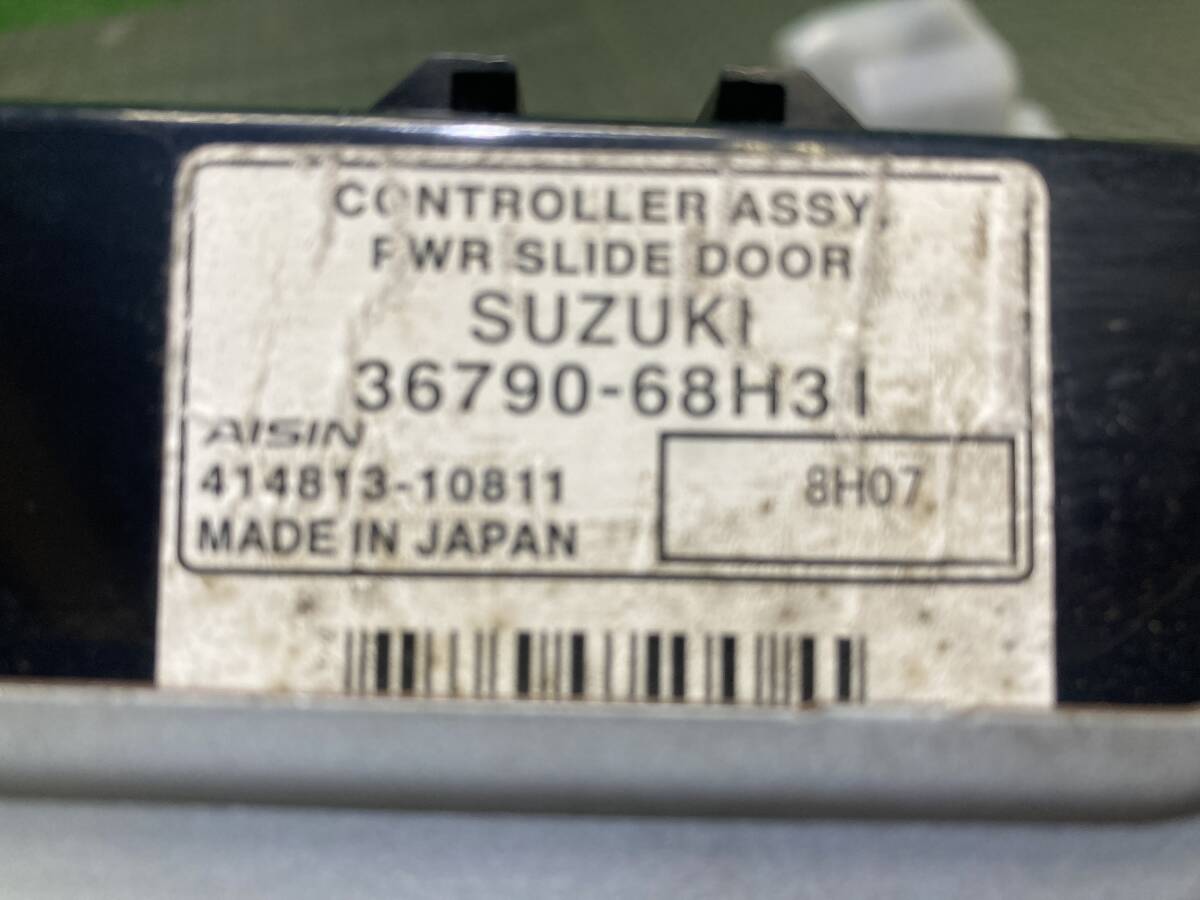 CONTROLLER ASSY,
PWR SLIDE DOOR
SUZUKI
36790-68H31
AISIN
414813-10811
8H07
MADE IN JAPAN